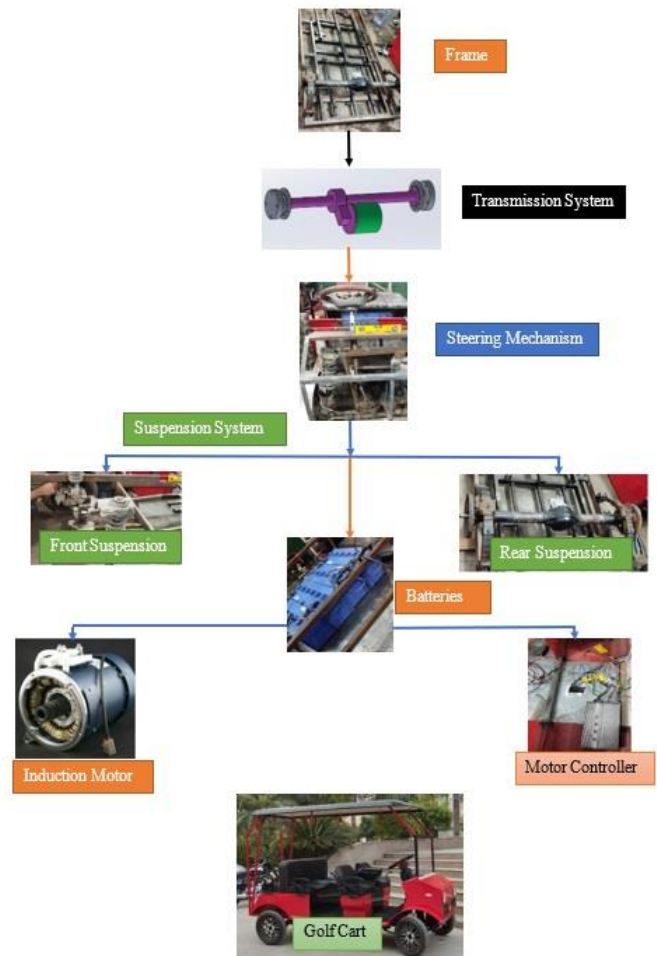 Frame
Transmission System
Steering Mechanism
Suspension System
Front Suspension
Rear Suspension
Batteries
Induction Motor
Motor Controller
Golf Cart